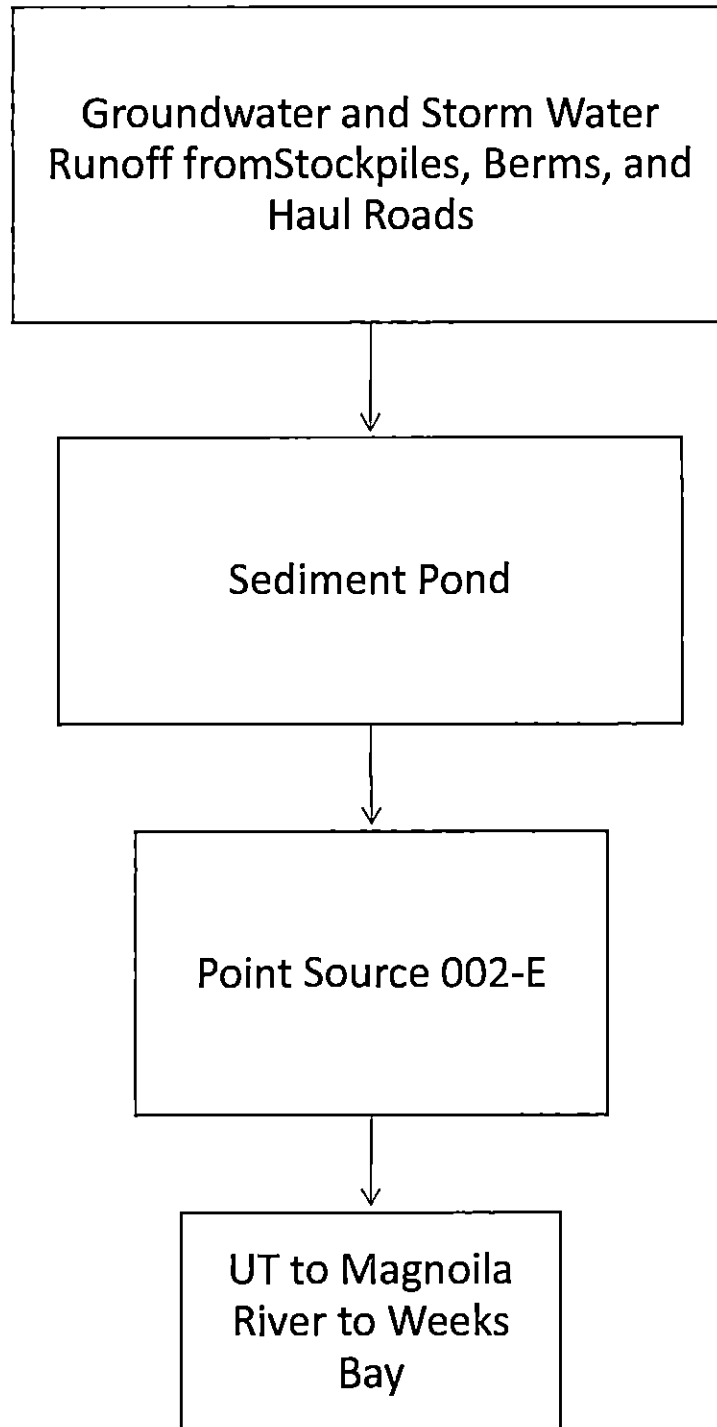 Groundwater and Storm Water
Runoff fromStockpiles, Berms, and
Haul Roads
Sediment Pond
Point Source 002-E
UT to Magnoila
River to Weeks
Bay